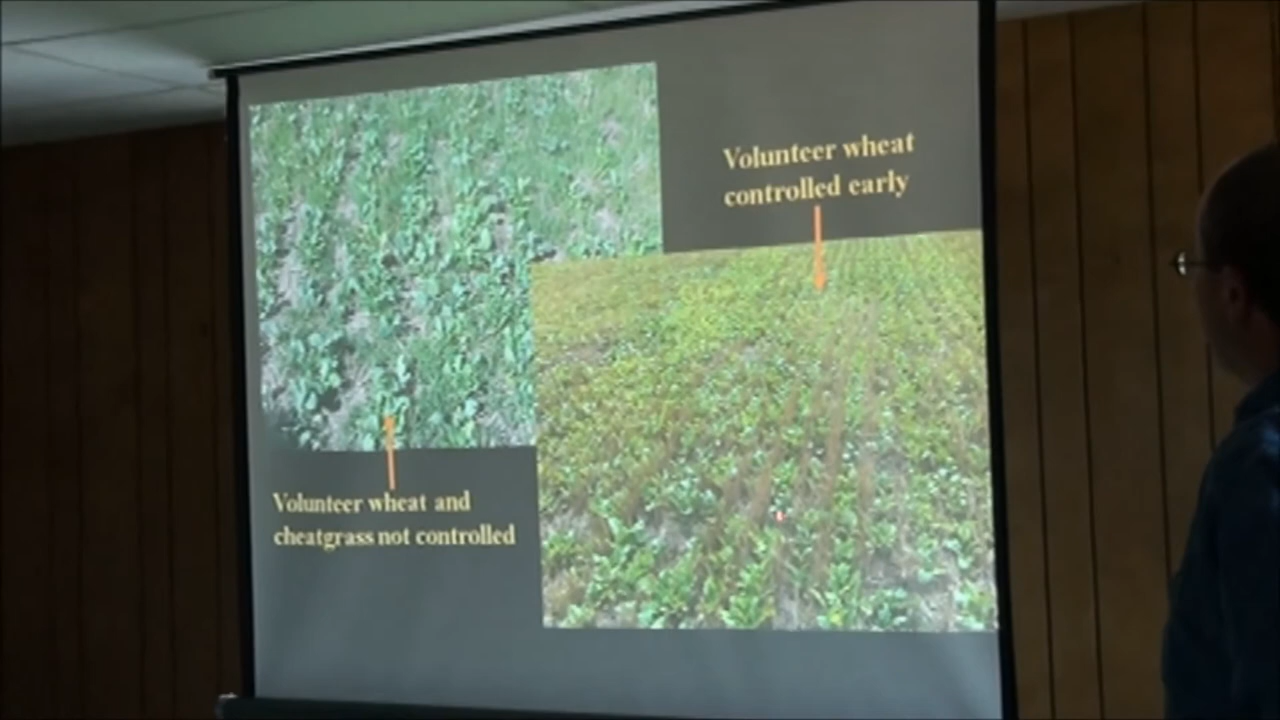 Volunteer wheat
controlled early
Volunteer wheat and
cheatgrass not controlled